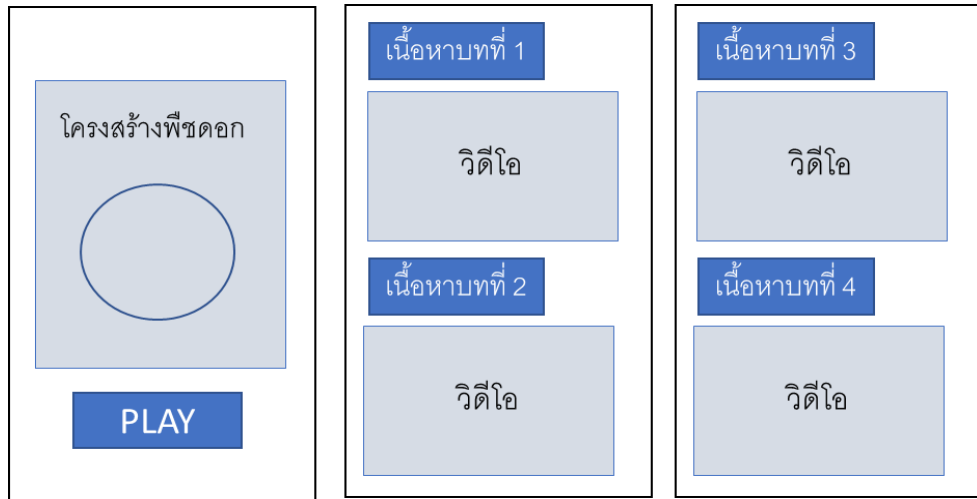 โครงสร้างพืชดอก
PLAY
เนื้อหาบทที่ 1
วิดีโอ
เนื้อหาบทที่ 2
วิดีโอ
เนื้อหาบทที่ 3
วิดีโอ
เนื้อหาบทที่ 4
วิดีโอ